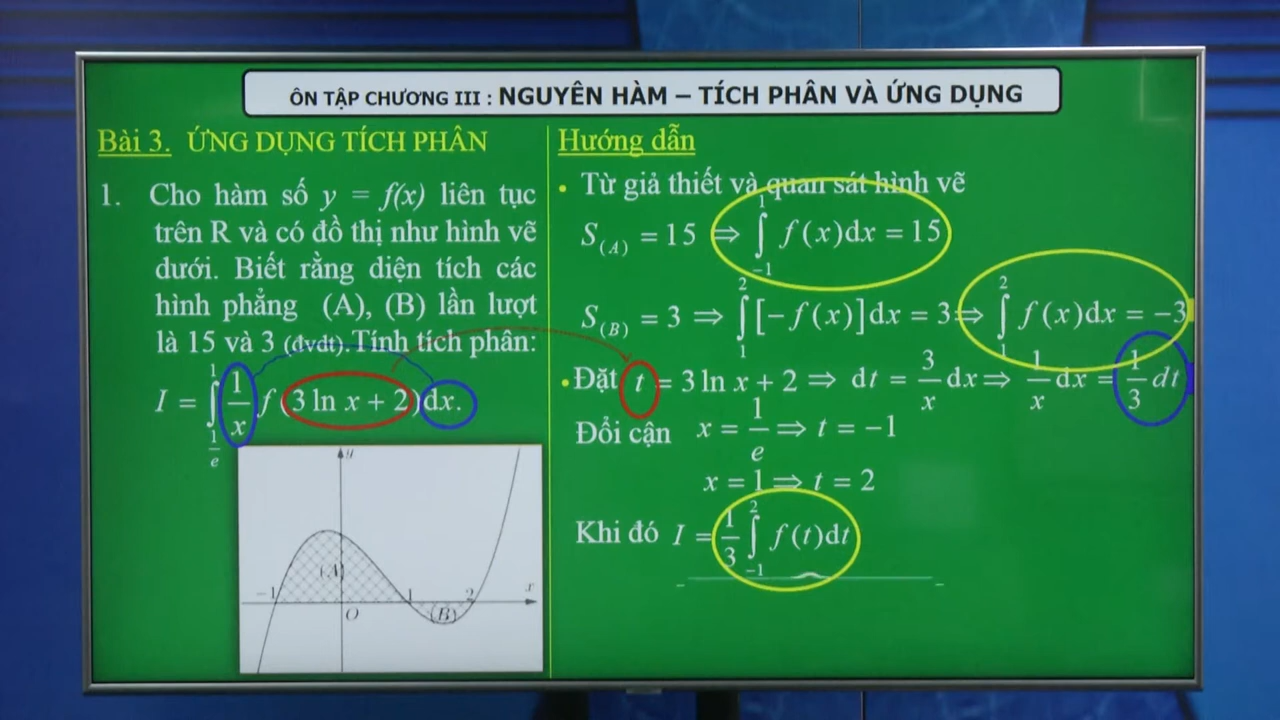 ÔN TẬP CHƯƠNG III : NGUYÊN HÀM – TÍCH PHÂN VÀ ỨNG DỤNG
Bài 3. ỨNG DỤNG TÍCH PHÂN
1. Cho hàm số y = f(x) liên tục
trên R và có đồ thị như hình vẽ
dưới. Biết rằng diện tích các
hình phẳng (A), (B) lần lượt
là 15 và 3 (đvdt).Tính tích phân:
I = ∫_{1/e}^{1} 1/x f(3 ln x + 2)dx.
y
(A)
-1 1 2 x
O (B)
Hướng dẫn
• Từ giả thiết và quan sát hình vẽ
S_(A) = 15 ⇒ ∫_{-1}^{1} f(x)dx = 15
S_(B) = 3 ⇒ ∫_{1}^{2} [-f(x)]dx = 3 ⇒ ∫_{1}^{2} f(x)dx = -3
• Đặt t = 3 ln x + 2 ⇒ dt = 3/x dx ⇒ 1/x dx = 1/3 dt
Đổi cận x = 1/e ⇒ t = -1
x = 1 ⇒ t = 2
Khi đó I = 1/3 ∫_{-1}^{2} f(t)dt